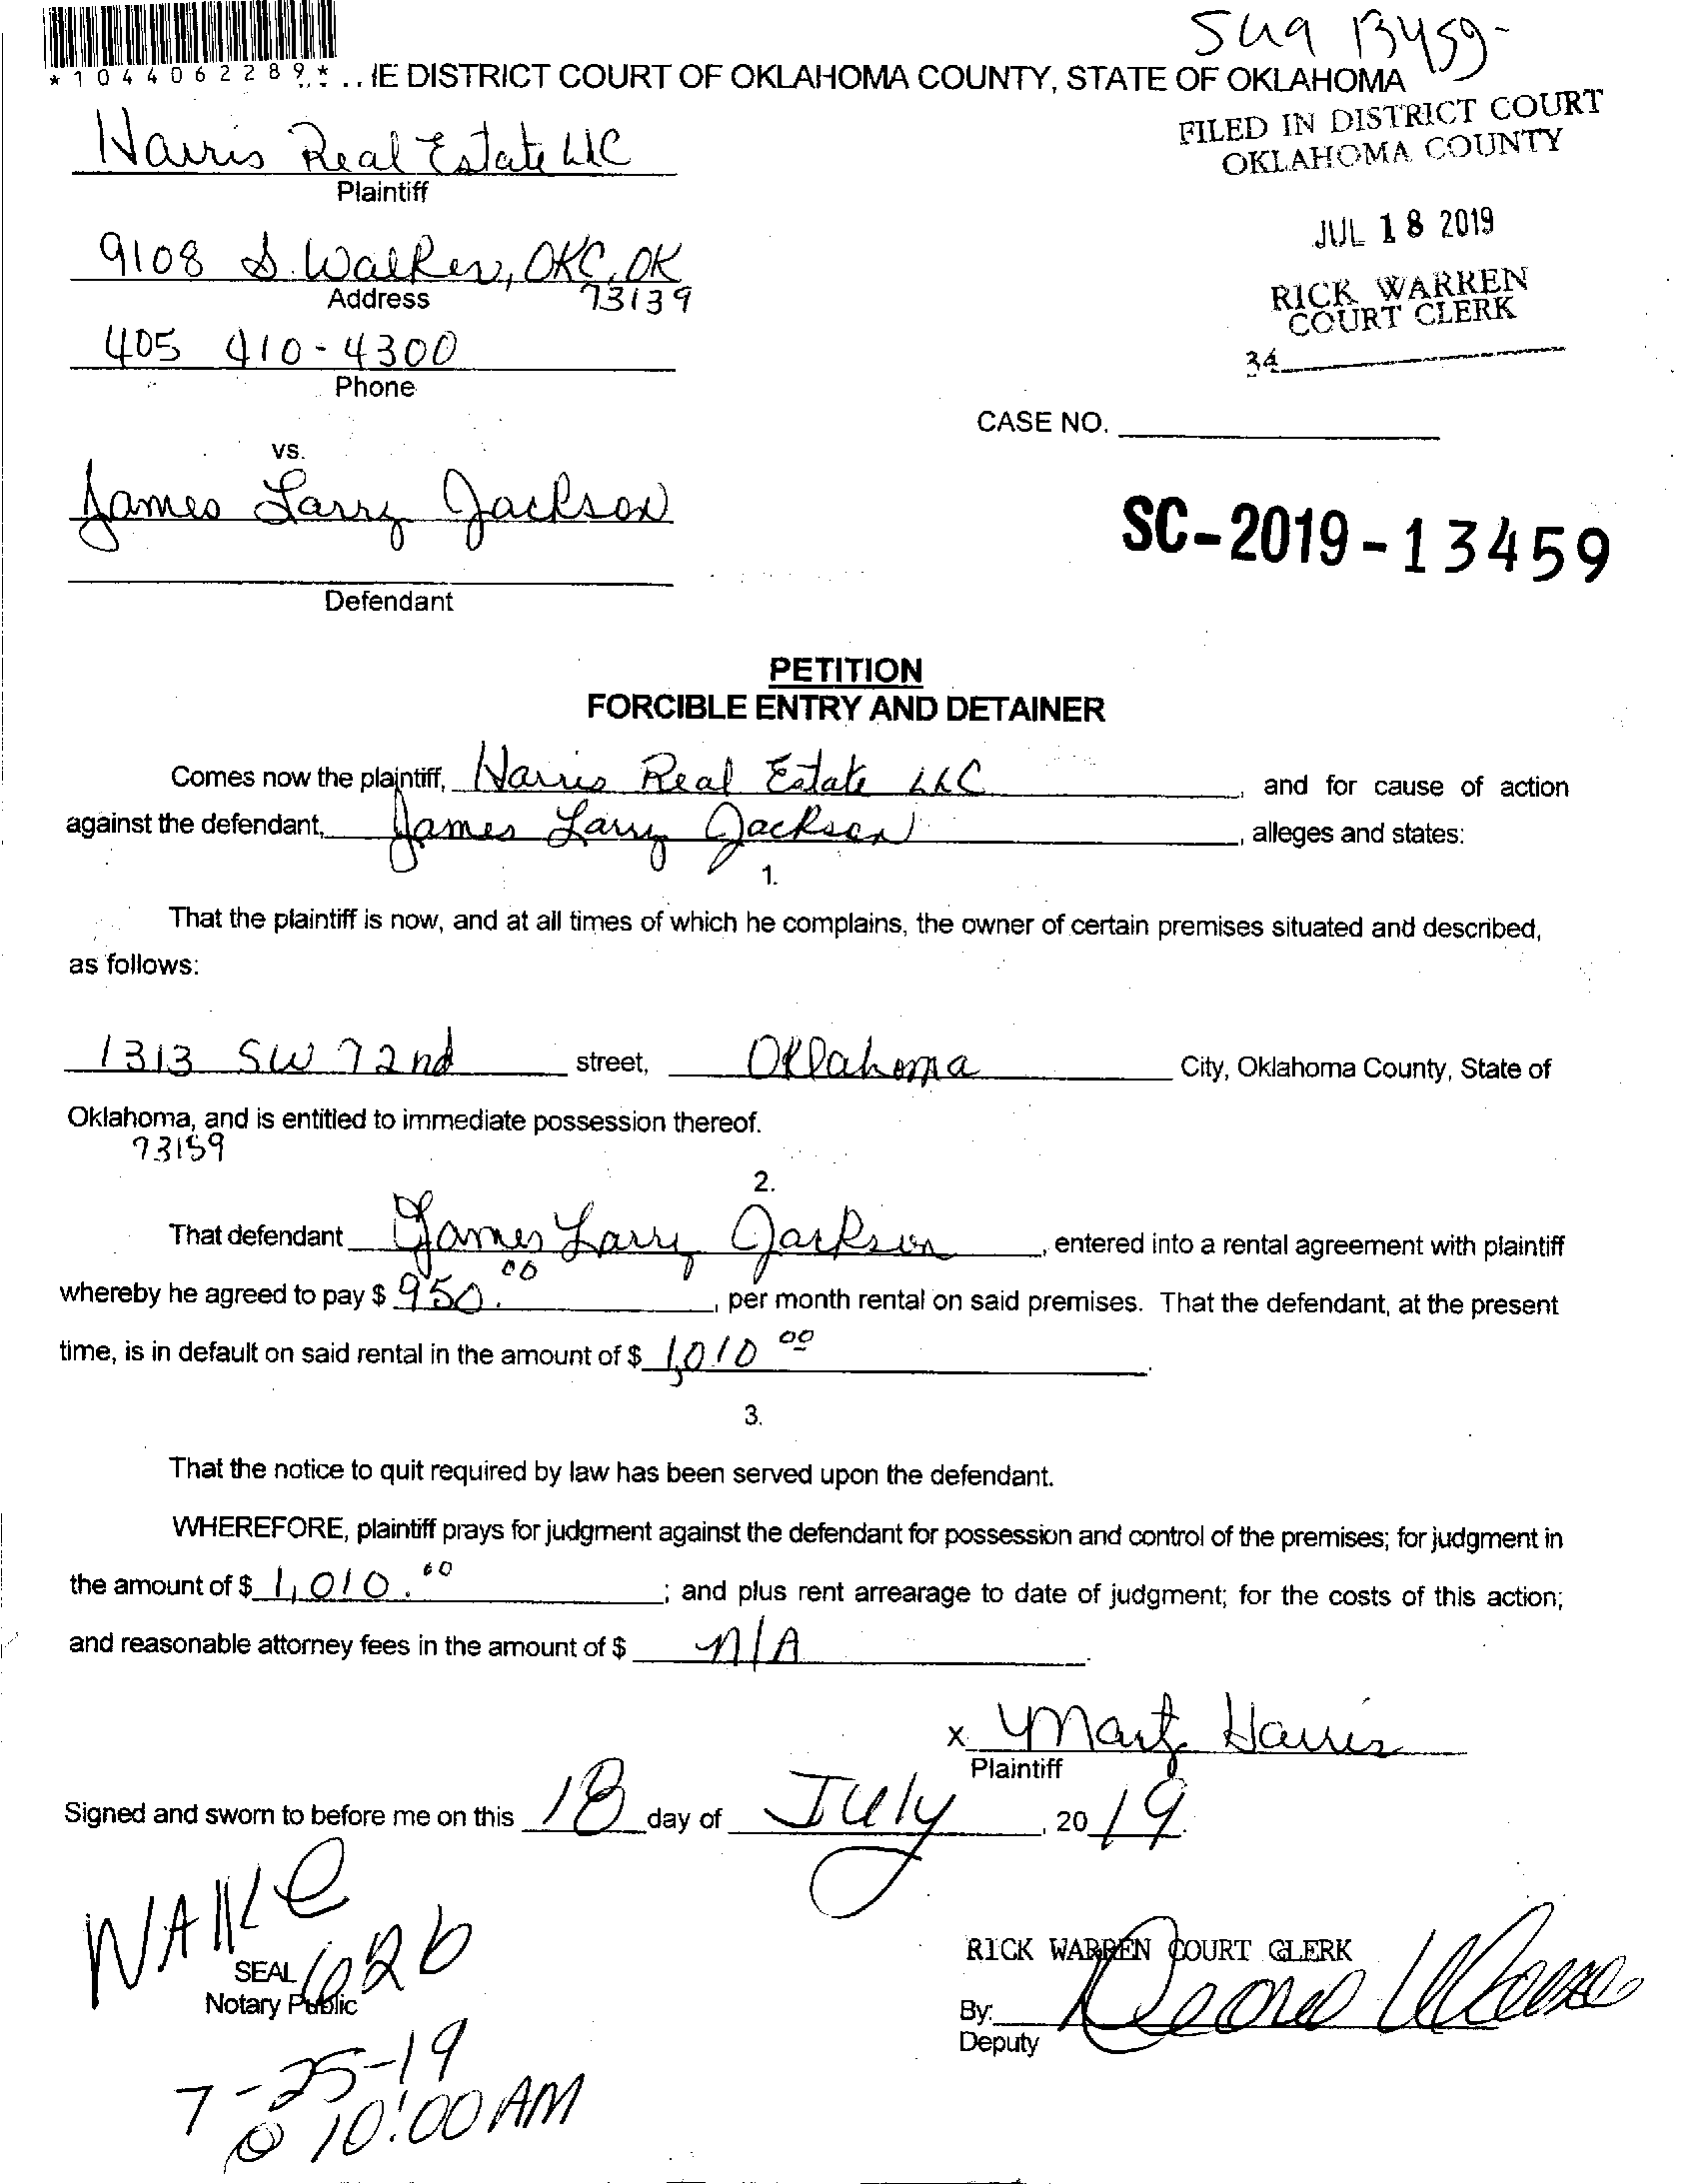 SC19 13459-
*1044062289* ..IE DISTRICT COURT OF OKLAHOMA COUNTY, STATE OF OKLAHOMA
FILED IN DISTRICT COURT
OKLAHOMA COUNTY
Harris Real Estate LLC
Plaintiff
JUL 18 2019
9108 S. Walker, OKC, OK
Address 73139
RICK WARREN
COURT CLERK
405 410-4300
Phone
34
CASE NO.
vs.
James Larry Jackson
SC-2019-13459
Defendant
PETITION
FORCIBLE ENTRY AND DETAINER
Comes now the plaintiff, Harris Real Estate LLC, and for cause of action
against the defendant, James Larry Jackson, alleges and states:
1.
That the plaintiff is now, and at all times of which he complains, the owner of certain premises situated and described,
as follows:
1313 SW 72nd street, Oklahoma City, Oklahoma County, State of
Oklahoma, and is entitled to immediate possession thereof.
73159
2.
That defendant James Larry Jackson, entered into a rental agreement with plaintiff
whereby he agreed to pay $ 950.00, per month rental on said premises. That the defendant, at the present
time, is in default on said rental in the amount of $ 1,010 00.
3.
That the notice to quit required by law has been served upon the defendant.
WHEREFORE, plaintiff prays for judgment against the defendant for possession and control of the premises; for judgment in
the amount of $ 1,010.00; and plus rent arrearage to date of judgment; for the costs of this action;
and reasonable attorney fees in the amount of $ n/A.
x Marty Harris
Plaintiff
Signed and sworn to before me on this 18 day of July, 2019.
SEAL 626
Notary Public
RICK WARREN COURT CLERK
By:
Deputy
7-25-19
@ 10:00 AM